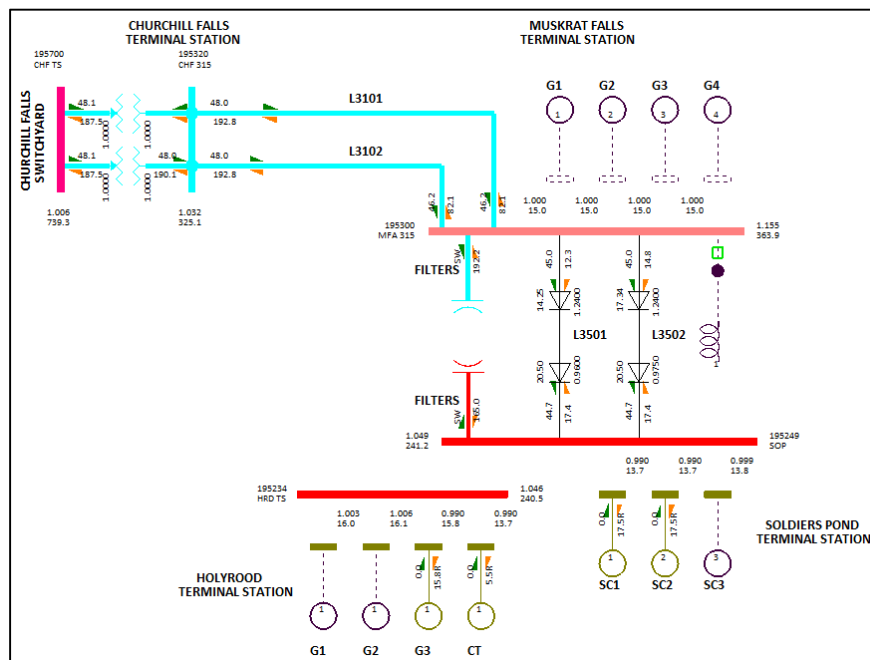 CHURCHILL FALLS
TERMINAL STATION
MUSKRAT FALLS
TERMINAL STATION
195700
CHF TS
195320
CHF 315
G1
G2
G3
G4
CHURCHILL FALLS
SWITCHYARD
48.1
187.5
1.000
1.000
48.0
192.8
L3101
1
2
3
4
48.1
187.5
1.000
1.000
48.0
190.1
48.0
192.8
L3102
1.006
739.3
1.032
325.1
46.2
82.1
46.2
82.1
1.000
15.0
1.000
15.0
1.000
15.0
195300
MFA 315
1.155
363.9
SW
192.2
FILTERS
45.0
12.3
45.0
14.8
14.25
1.2400
17.34
1.2400
L3501
L3502
1
20.50
0.9600
20.50
0.9750
FILTERS
SW
165.0
44.7
17.4
44.7
17.4
1.049
241.2
195249
SOP
195234
HRD TS
1.046
240.5
0.990
13.7
0.990
13.7
0.999
13.8
1.003
16.0
1.006
16.1
0.990
15.8
0.990
13.7
0.0
17.5R
0.0
17.5R
SOLDIERS POND
TERMINAL STATION
1
2
3
SC1
SC2
SC3
HOLYROOD
TERMINAL STATION
0.0
15.8R
0.0
5.5R
1
1
1
1
G1
G2
G3
CT